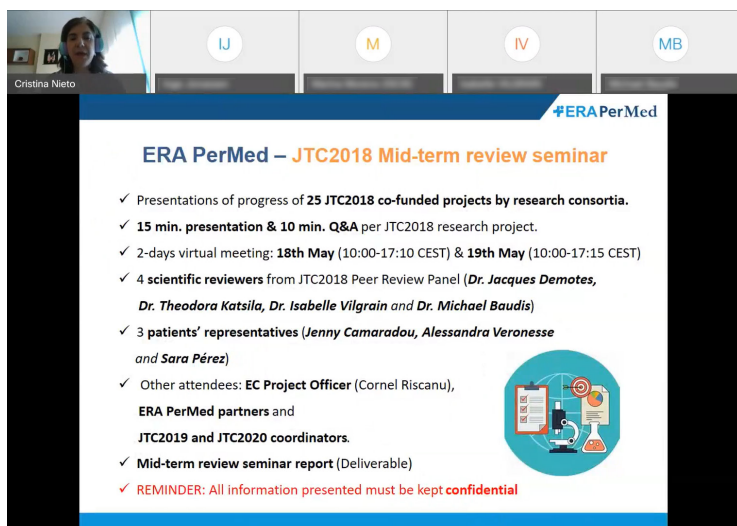 IJ
M
IV
MB
Cristina Nieto
ERAPerMed
ERA PerMed – JTC2018 Mid-term review seminar
✓ Presentations of progress of 25 JTC2018 co-funded projects by research consortia.
✓ 15 min. presentation & 10 min. Q&A per JTC2018 research project.
✓ 2-days virtual meeting: 18th May (10:00-17:10 CEST) & 19th May (10:00-17:15 CEST)
✓ 4 scientific reviewers from JTC2018 Peer Review Panel (Dr. Jacques Demotes,
Dr. Theodora Katsila, Dr. Isabelle Vilgrain and Dr. Michael Baudis)
✓ 3 patients' representatives (Jenny Camaradou, Alessandra Veronesse
and Sara Pérez)
✓ Other attendees: EC Project Officer (Cornel Riscanu),
ERA PerMed partners and
JTC2019 and JTC2020 coordinators.
✓ Mid-term review seminar report (Deliverable)
✓ REMINDER: All information presented must be kept confidential